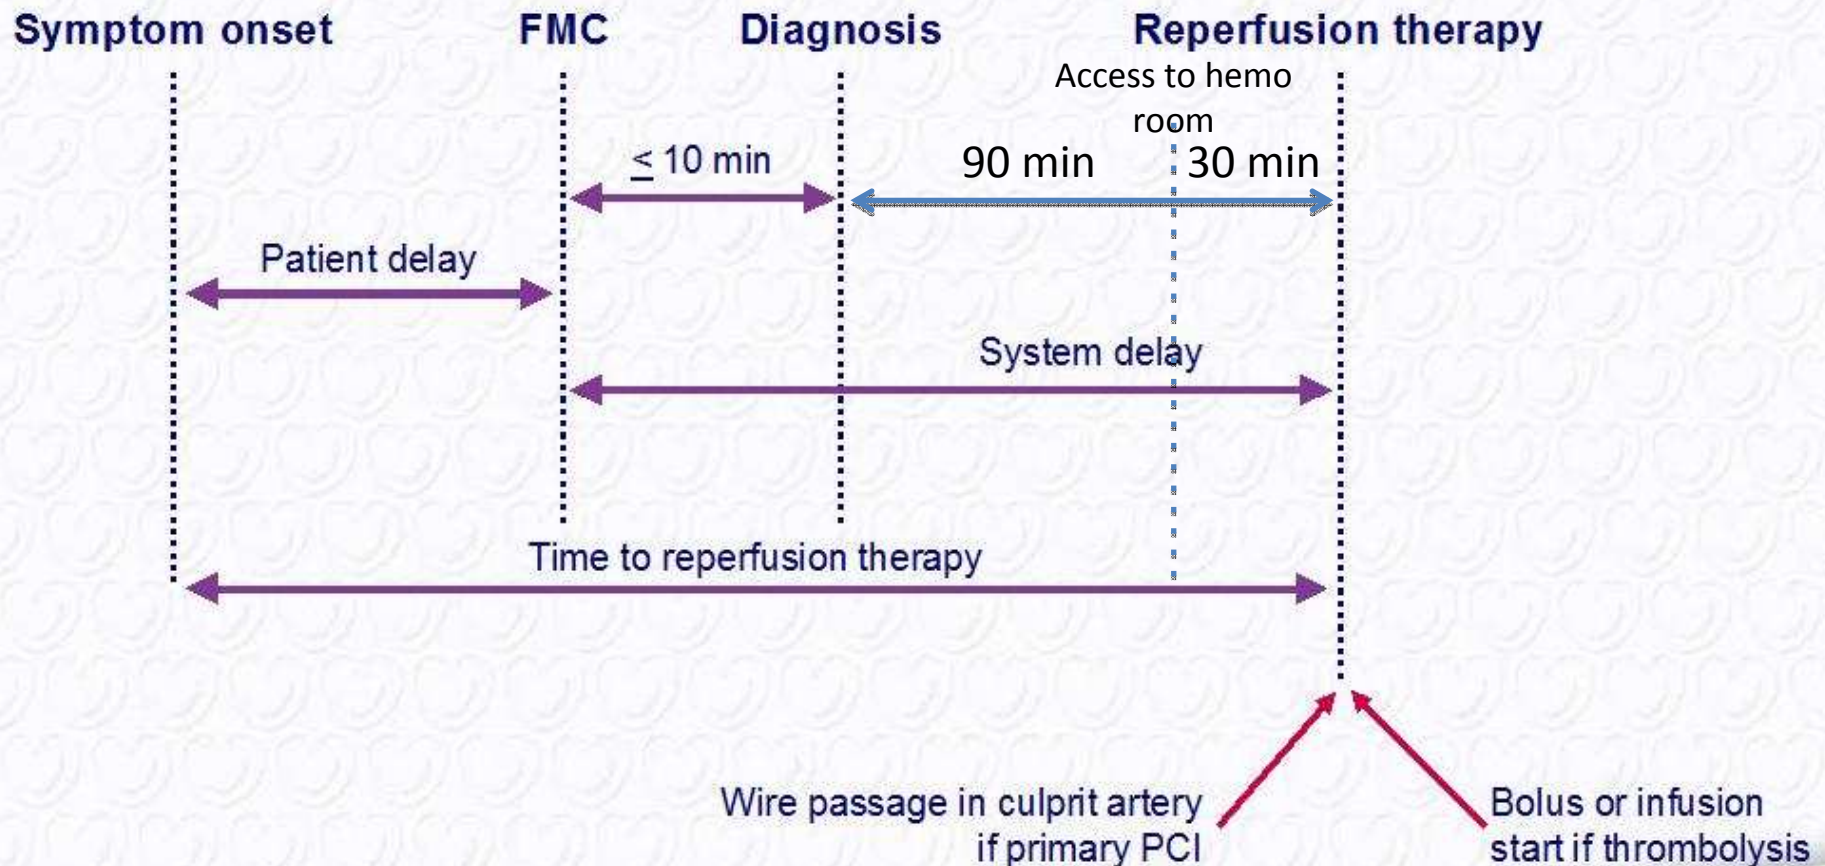 Symptom onset
FMC
Diagnosis
Reperfusion therapy
Access to hemo
room
≤ 10 min
90 min
30 min
Patient delay
System delay
Time to reperfusion therapy
Wire passage in culprit artery
if primary PCI
Bolus or infusion
start if thrombolysis